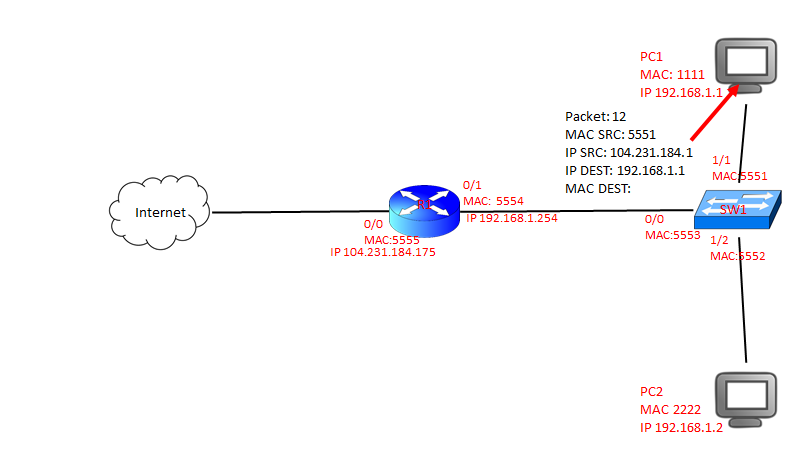 PC1
MAC: 1111
IP 192.168.1.1
Packet: 12
MAC SRC: 5551
IP SRC: 104.231.184.1
IP DEST: 192.168.1.1
MAC DEST:
1/1
MAC:5551
Internet
R1
0/1
MAC: 5554
IP 192.168.1.254
0/0
MAC:5555
IP 104.231.184.175
SW1
0/0
MAC:5553
1/2
MAC:5552
PC2
MAC 2222
IP 192.168.1.2